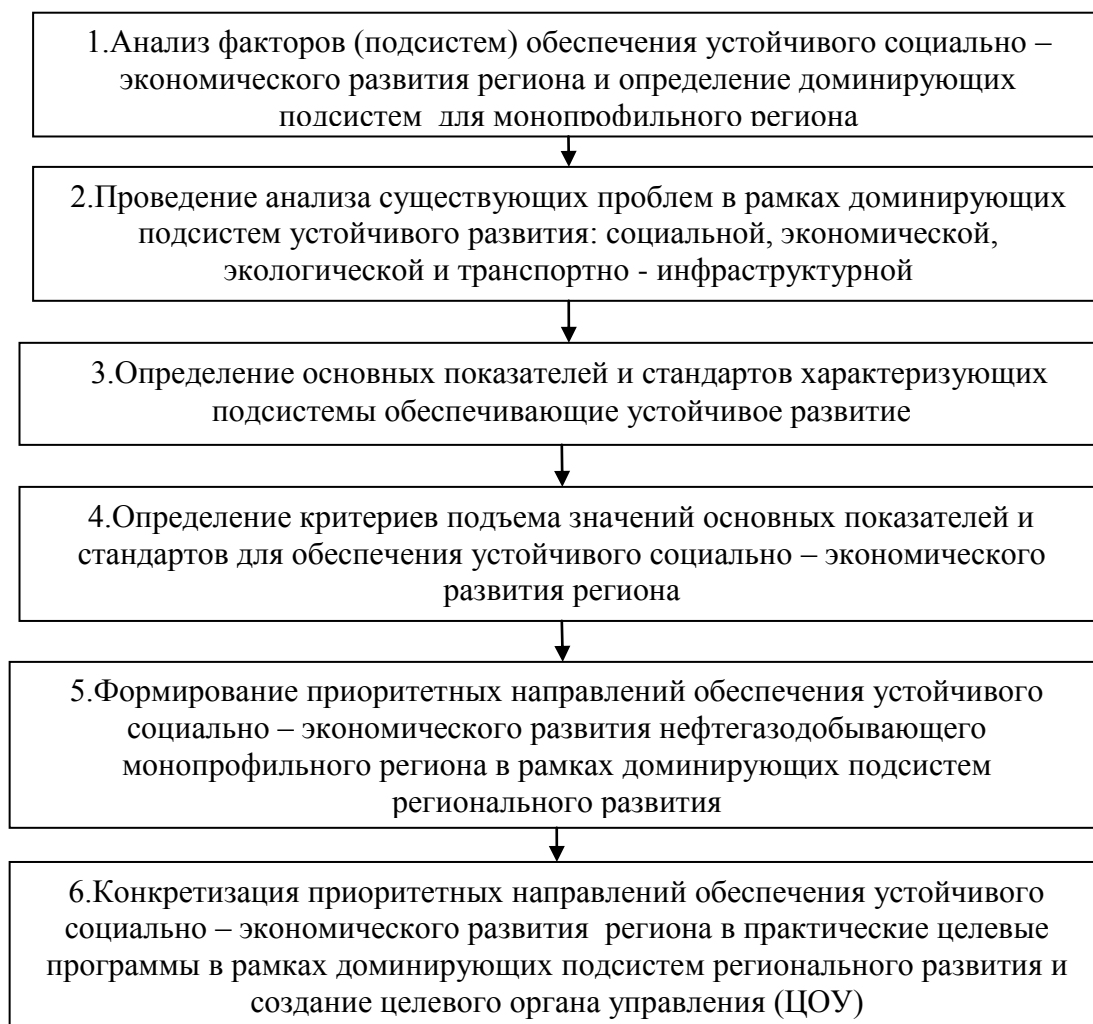 1.Анализ факторов (подсистем) обеспечения устойчивого социально –
экономического развития региона и определение доминирующих
подсистем для монопрофильного региона
2.Проведение анализа существующих проблем в рамках доминирующих
подсистем устойчивого развития: социальной, экономической,
экологической и транспортно - инфраструктурной
3.Определение основных показателей и стандартов характеризующих
подсистемы обеспечивающие устойчивое развитие
4.Определение критериев подъема значений основных показателей и
стандартов для обеспечения устойчивого социально – экономического
развития региона
5.Формирование приоритетных направлений обеспечения устойчивого
социально – экономического развития нефтегазодобывающего
монопрофильного региона в рамках доминирующих подсистем
регионального развития
6.Конкретизация приоритетных направлений обеспечения устойчивого
социально – экономического развития региона в практические целевые
программы в рамках доминирующих подсистем регионального развития и
создание целевого органа управления (ЦОУ)